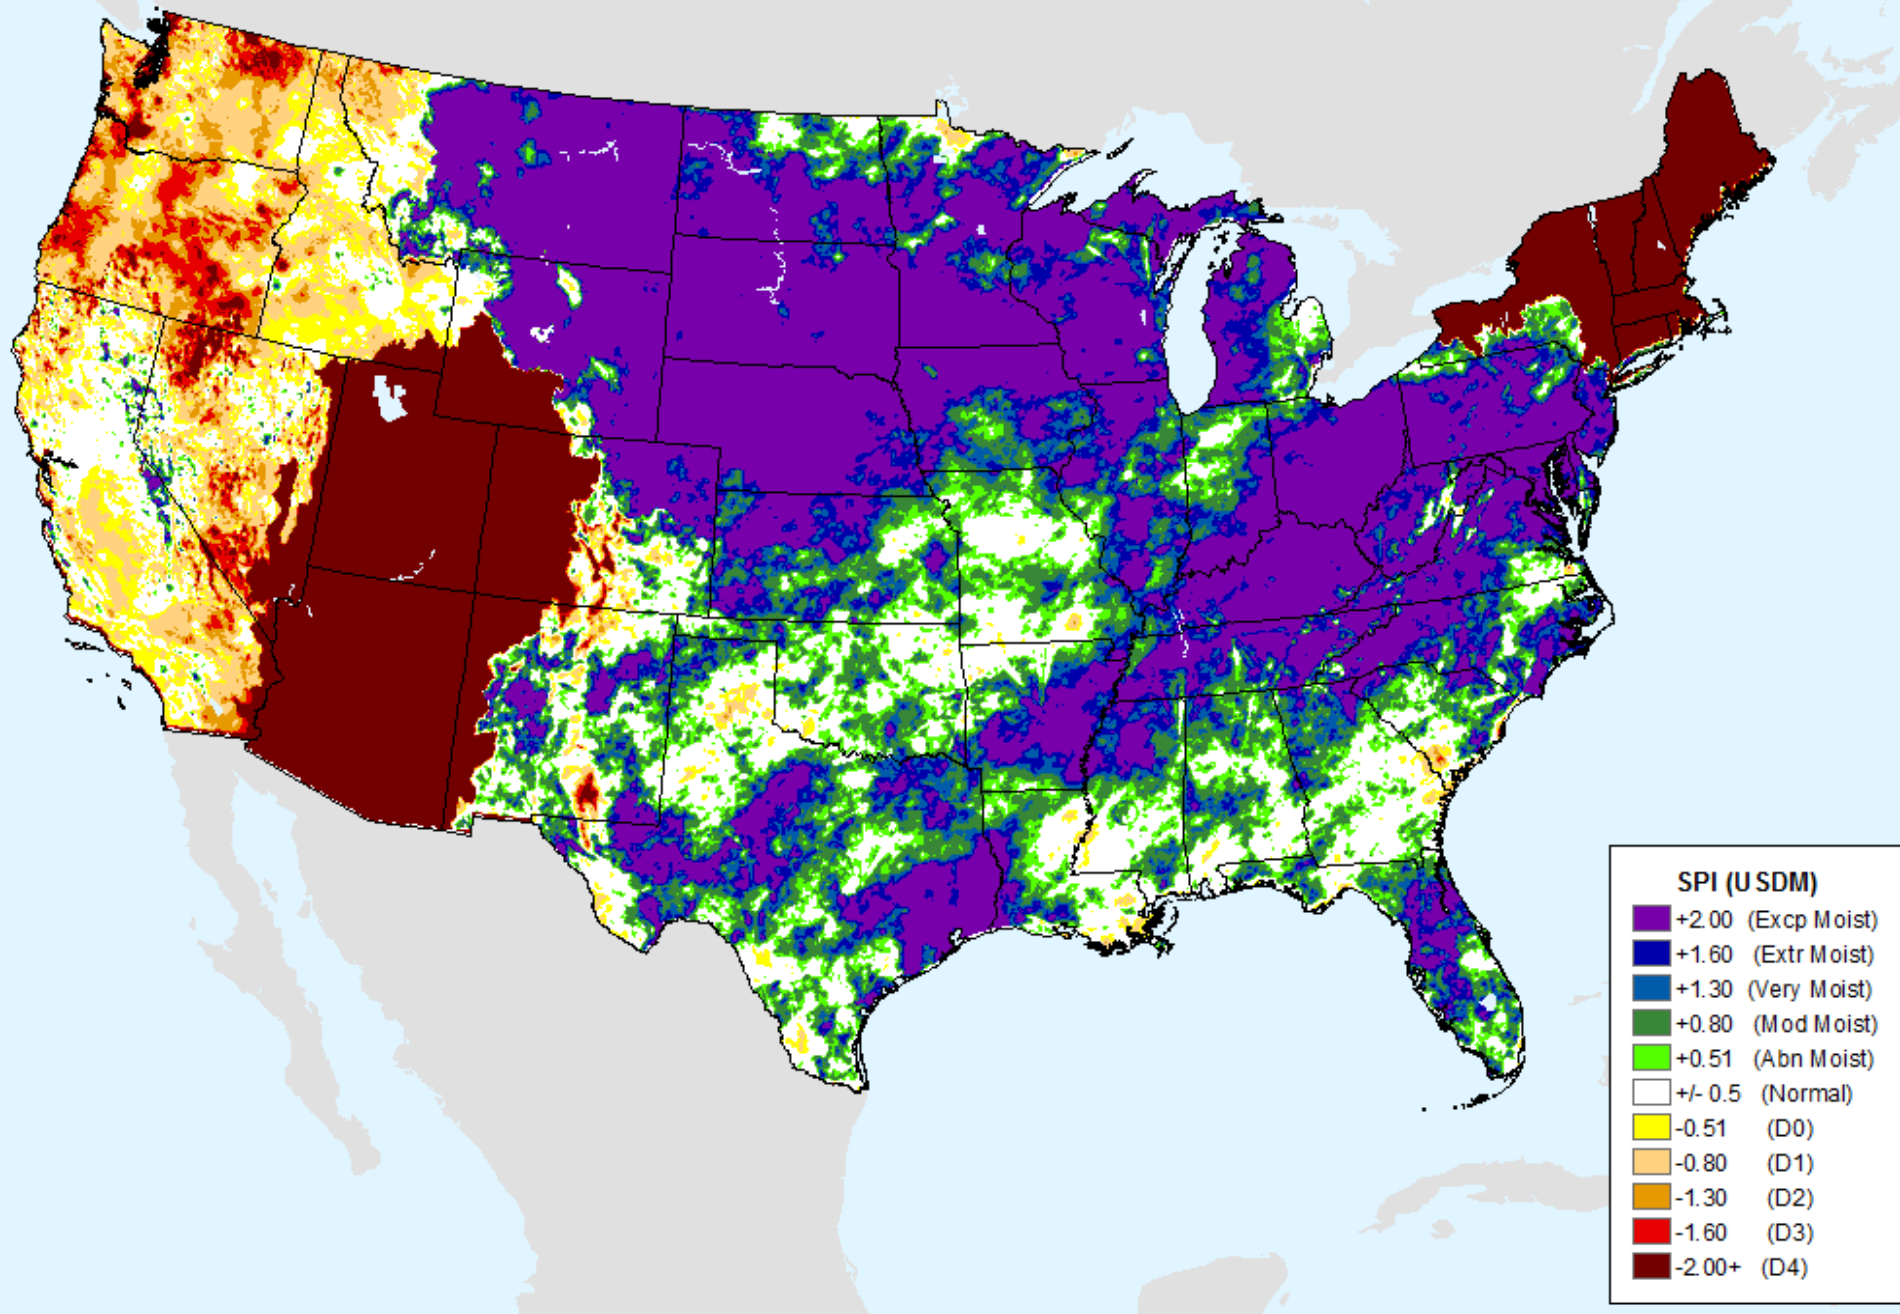 SPI (USDM)
+2.00 (Excp Moist)
+1.60 (Extr Moist)
+1.30 (Very Moist)
+0.80 (Mod Moist)
+0.51 (Abn Moist)
+/- 0.5 (Normal)
-0.51 (D0)
-0.80 (D1)
-1.30 (D2)
-1.60 (D3)
-2.00+ (D4)